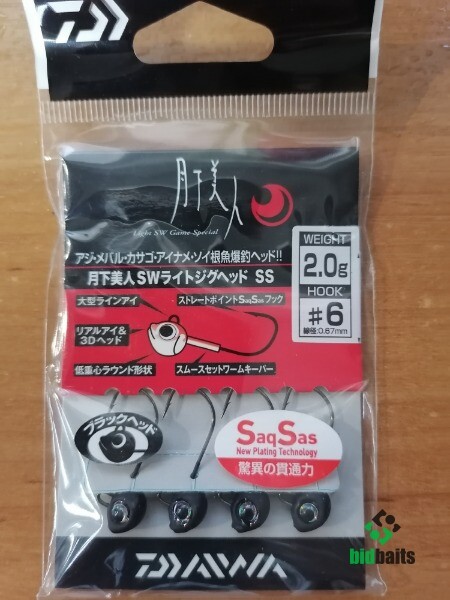 月下美人
Light SW Game Special
アジ・メバル・カサゴ・アイナメ・ソイ根魚爆釣ヘッド!!
月下美人SWライトジグヘッド SS
WEIGHT
2.0g
HOOK
#6
線径:0.67mm
大型ラインアイ
ストレートポイントSaqSasフック
リアルアイ&
3Dヘッド
低重心ラウンド形状
スムースセットワームキーパー
ブラックヘッド
SaqSas
New Plating Technology
驚異の貫通力
DAIWA
bidbaits